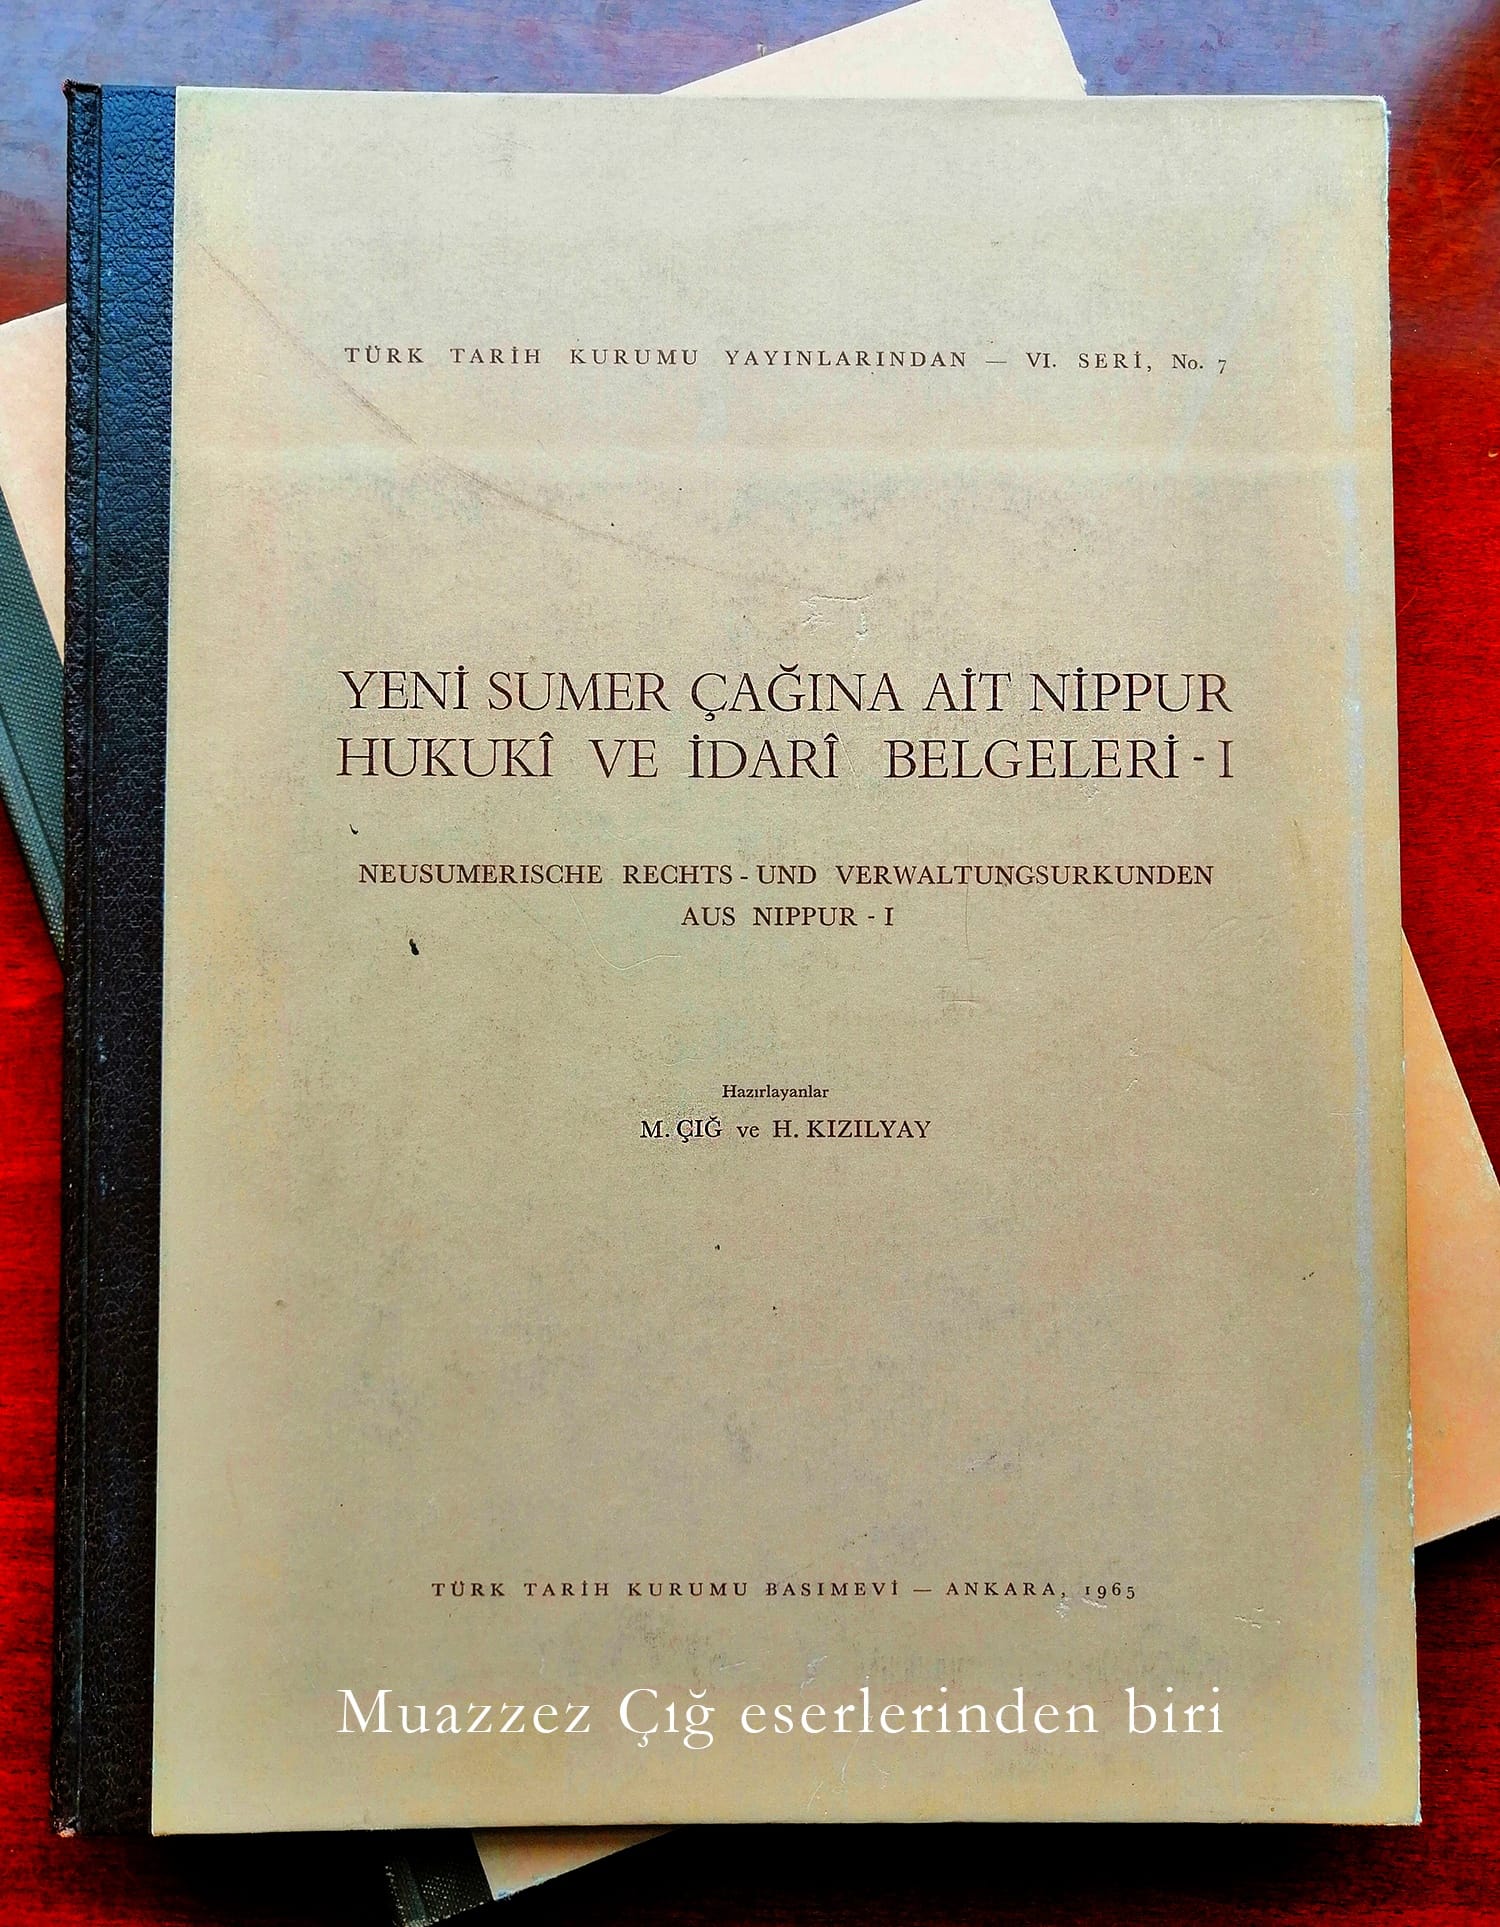 TÜRK TARİH KURUMU YAYINLARINDAN — VI. SERİ, No. 7
YENİ SUMER ÇAĞINA AİT NİPPUR
HUKUKÎ VE İDARÎ BELGELERİ - I
NEUSUMERISCHE RECHTS - UND VERWALTUNGSURKUNDEN
AUS NIPPUR - I
Hazırlayanlar
M. ÇIĞ ve H. KIZILYAY
TÜRK TARİH KURUMU BASIMEVİ — ANKARA, 1965
Muazzez Çığ eserlerinden biri